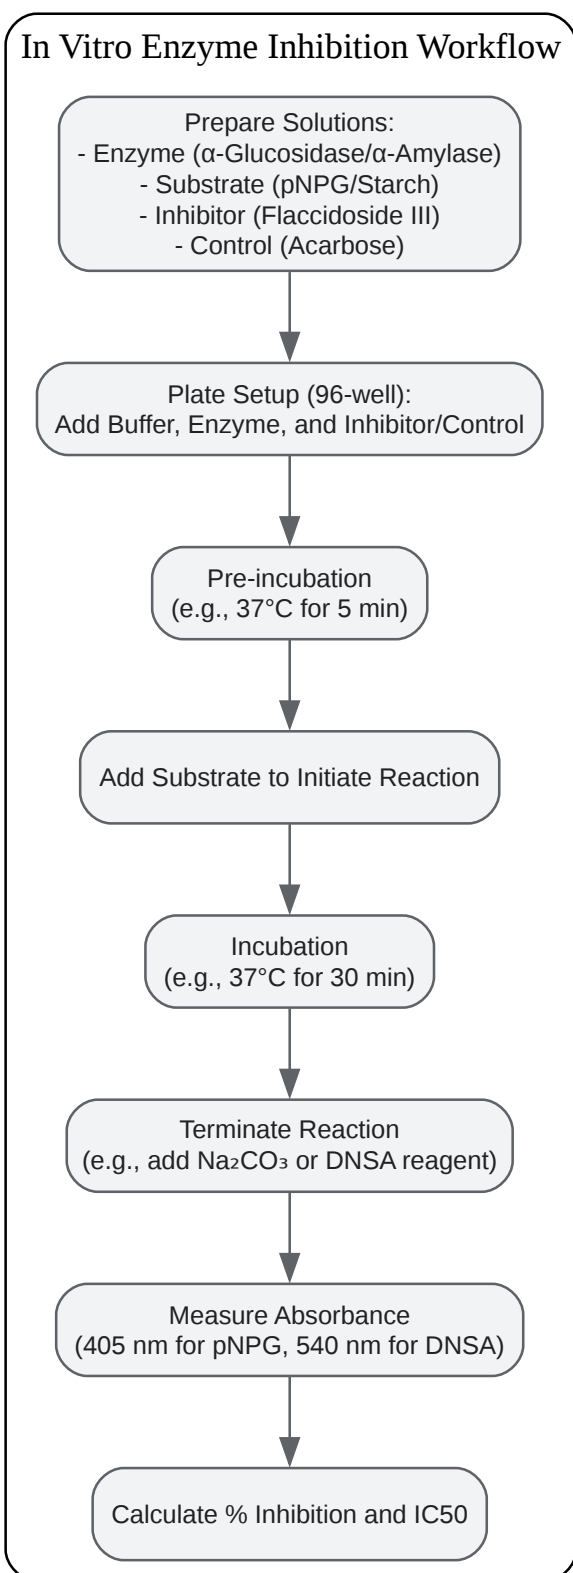 In Vitro Enzyme Inhibition Workflow
Prepare Solutions:
- Enzyme (α-Glucosidase/α-Amylase)
- Substrate (pNPG/Starch)
- Inhibitor (Flaccidoside III)
- Control (Acarbose)
Plate Setup (96-well):
Add Buffer, Enzyme, and Inhibitor/Control
Pre-incubation
(e.g., 37°C for 5 min)
Add Substrate to Initiate Reaction
Incubation
(e.g., 37°C for 30 min)
Terminate Reaction
(e.g., add Na₂CO₃ or DNSA reagent)
Measure Absorbance
(405 nm for pNPG, 540 nm for DNSA)
Calculate % Inhibition and IC50